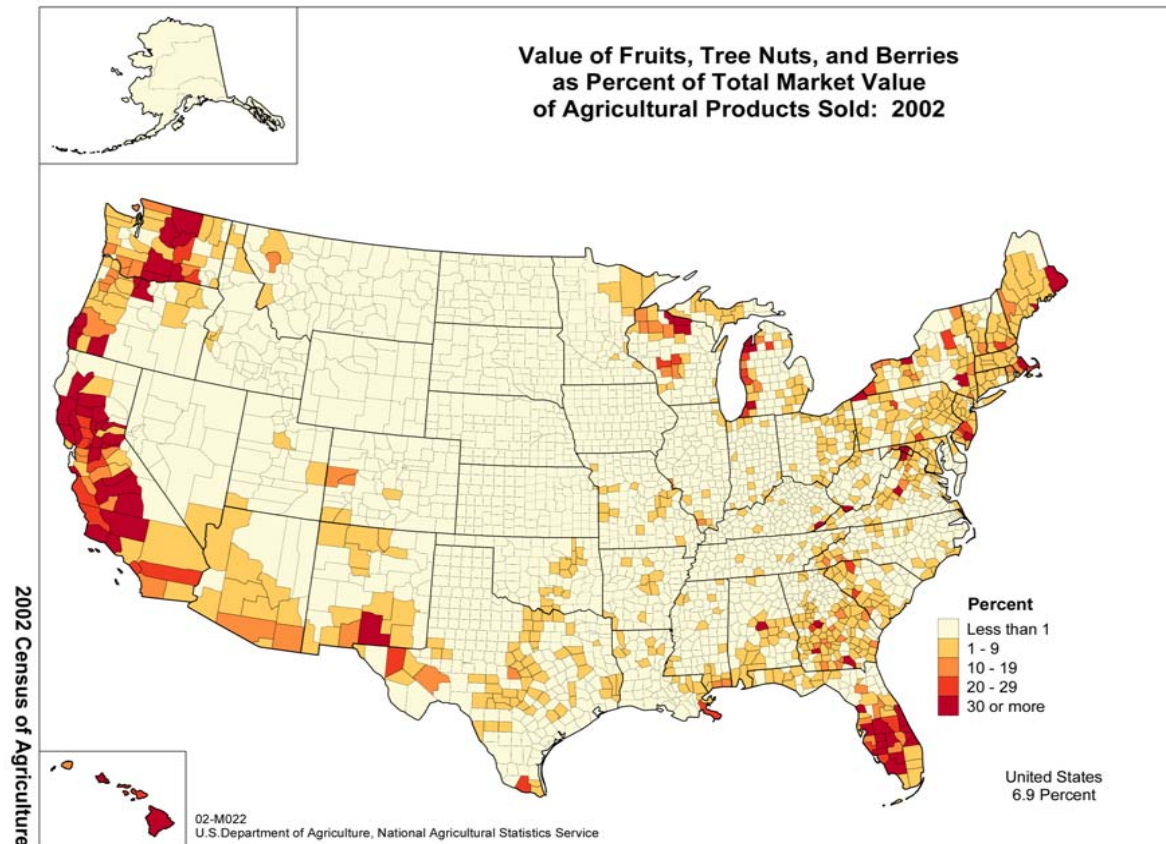 Value of Fruits, Tree Nuts, and Berries
as Percent of Total Market Value
of Agricultural Products Sold: 2002
Percent
Less than 1
1 - 9
10 - 19
20 - 29
30 or more
United States
6.9 Percent
02-M022
U.S.Department of Agriculture, National Agricultural Statistics Service
2002 Census of Agriculture